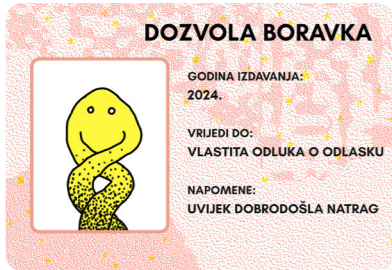 DOZVOLA BORAVKA
GODINA IZDAVANJA:
2024.
VRIJEDI DO:
VLASTITA ODLUKA O ODLASKU
NAPOMENE:
UVIJEK DOBRODOŠLA NATRAG